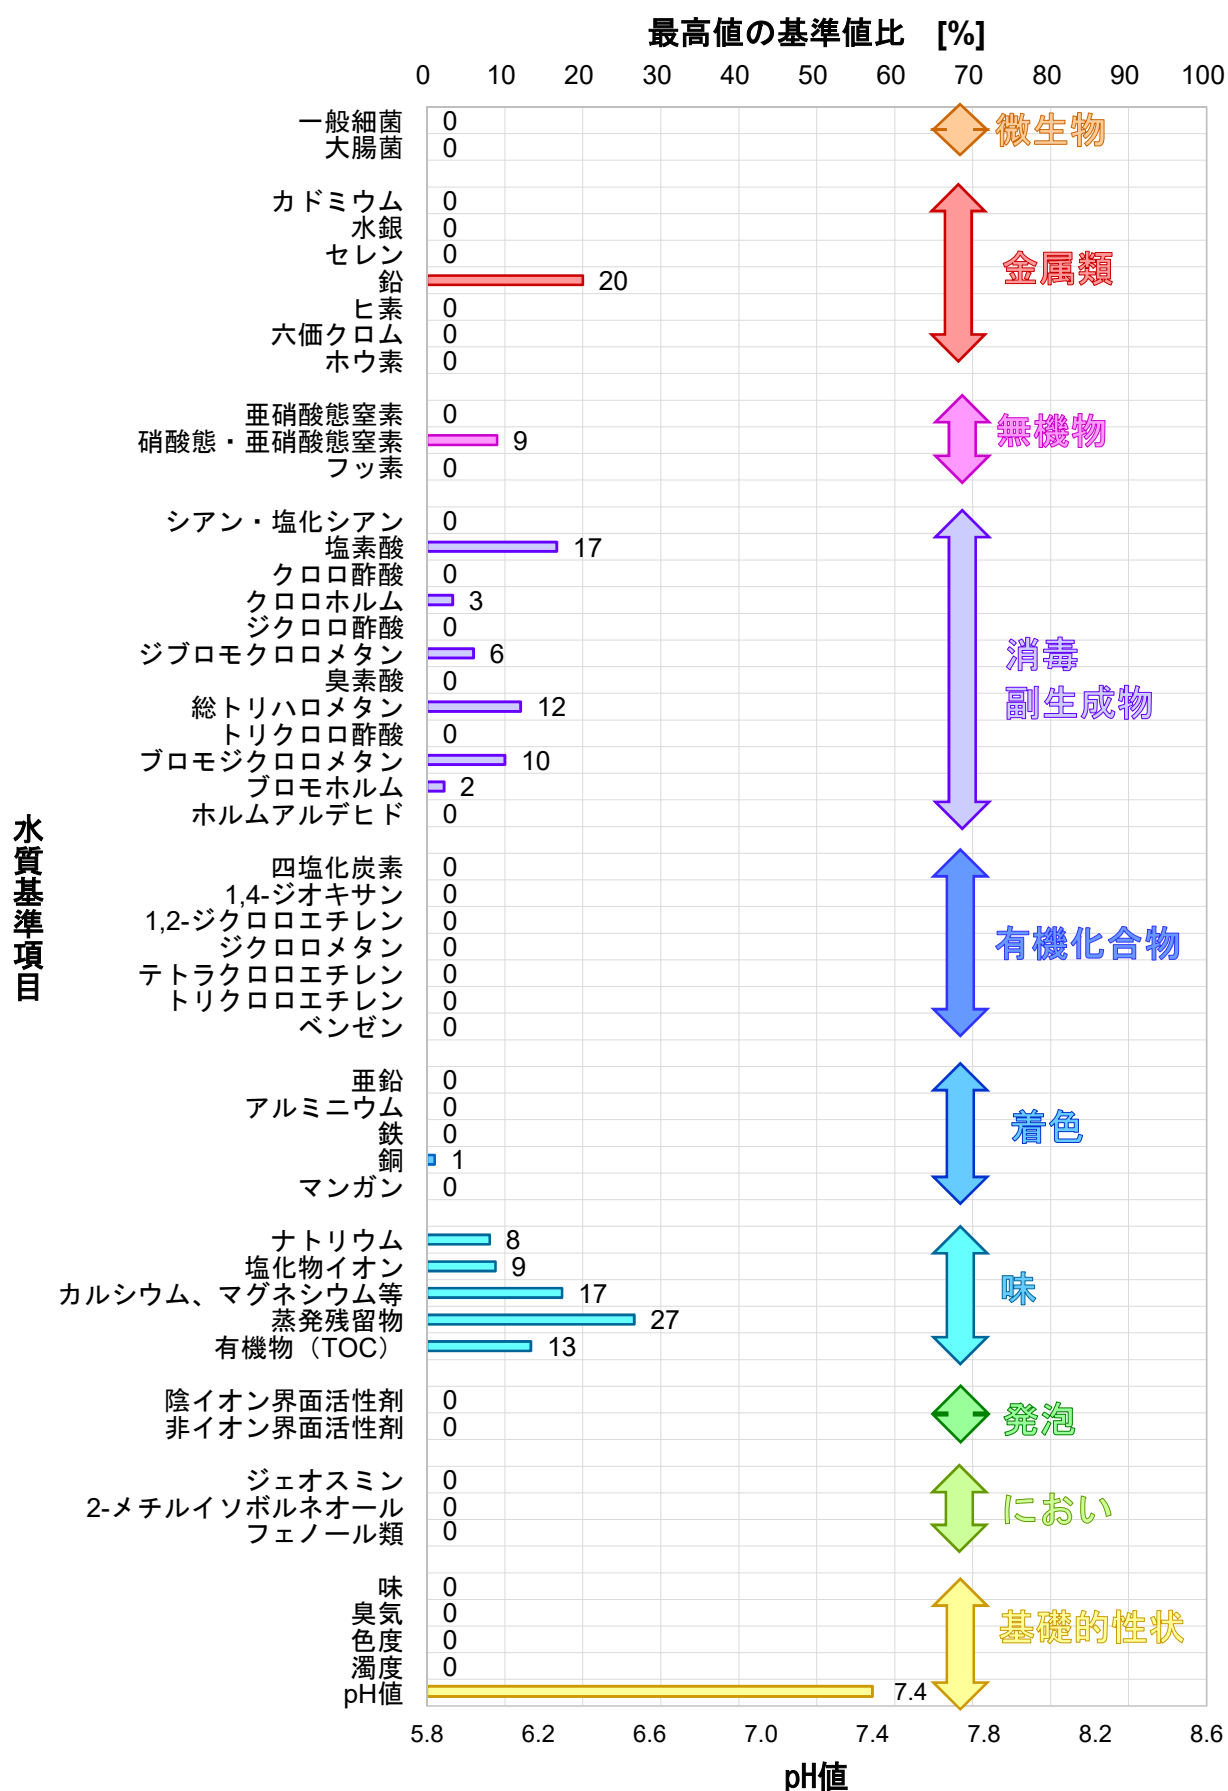 最高値の基準値比 [%]
0 10 20 30 40 50 60 70 80 90 100
水質基準項目
一般細菌 0
大腸菌 0
微生物
カドミウム 0
水銀 0
セレン 0
鉛 20
ヒ素 0
六価クロム 0
ホウ素 0
金属類
亜硝酸態窒素 0
硝酸態・亜硝酸態窒素 9
フッ素 0
無機物
シアン・塩化シアン 0
塩素酸 17
クロロ酢酸 0
クロロホルム 3
ジクロロ酢酸 0
ジブロモクロロメタン 6
臭素酸 0
総トリハロメタン 12
トリクロロ酢酸 0
ブロモジクロロメタン 10
ブロモホルム 2
ホルムアルデヒド 0
消毒
副生成物
四塩化炭素 0
1,4-ジオキサン 0
1,2-ジクロロエチレン 0
ジクロロメタン 0
テトラクロロエチレン 0
トリクロロエチレン 0
ベンゼン 0
有機化合物
亜鉛 0
アルミニウム 0
鉄 0
銅 1
マンガン 0
着色
ナトリウム 8
塩化物イオン 9
カルシウム、マグネシウム等 17
蒸発残留物 27
有機物（TOC） 13
味
陰イオン界面活性剤 0
非イオン界面活性剤 0
発泡
ジェオスミン 0
2-メチルイソボルネオール 0
フェノール類 0
におい
味 0
臭気 0
色度 0
濁度 0
pH値 7.4
基礎的性状
5.8 6.2 6.6 7.0 7.4 7.8 8.2 8.6
pH値